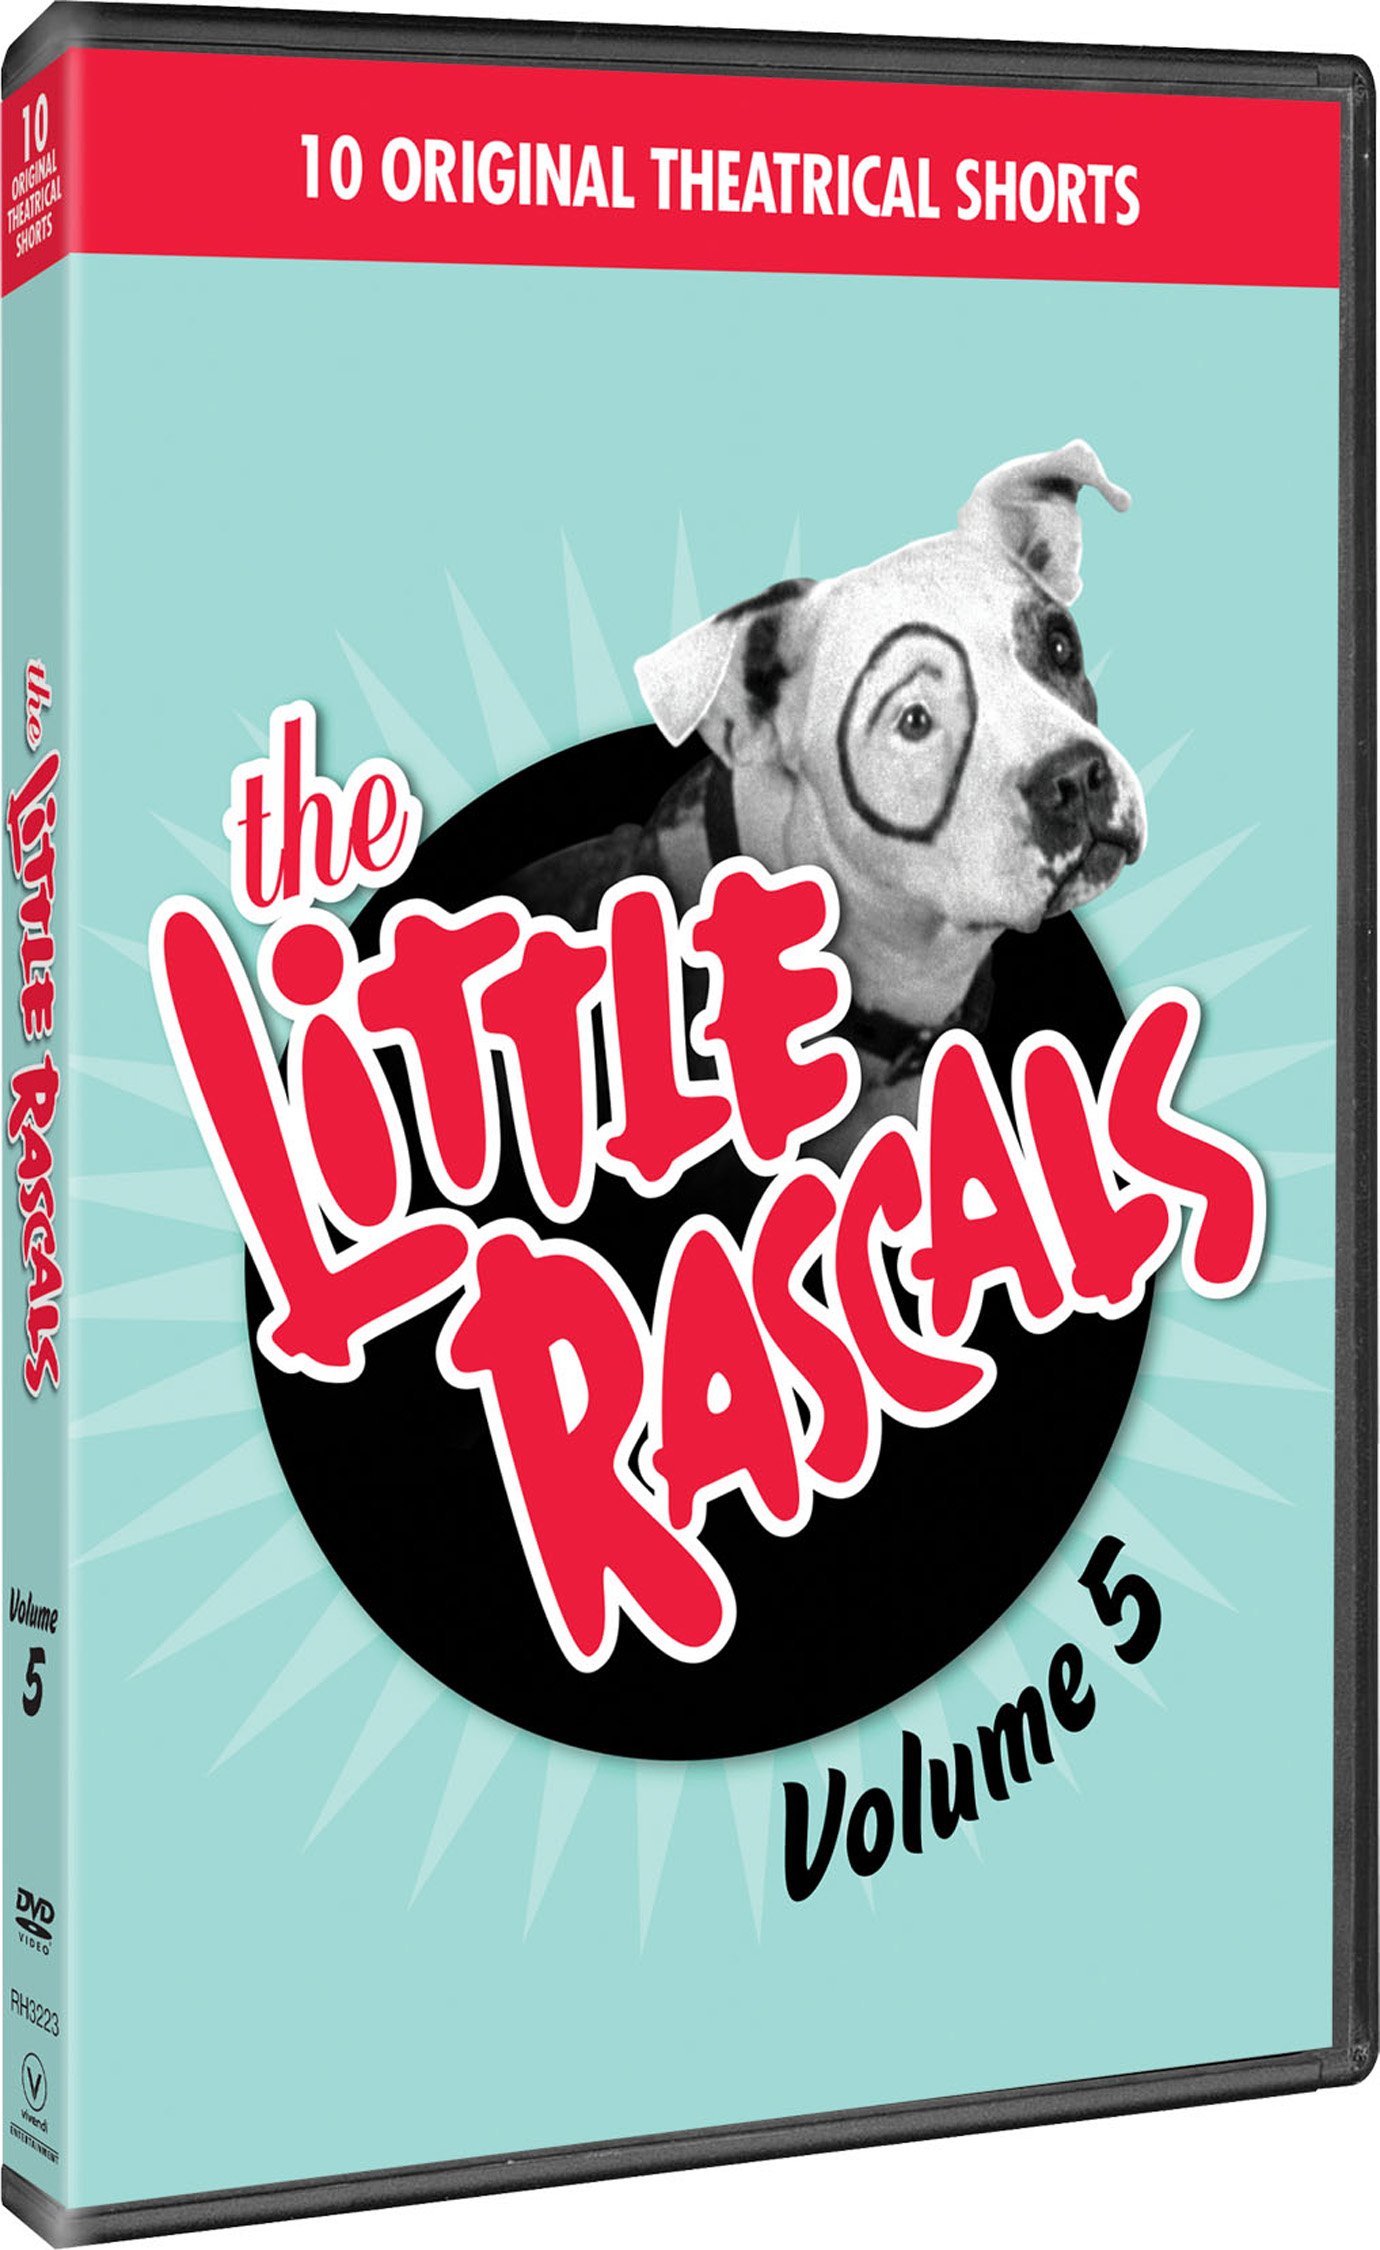 10
ORIGINAL
THEATRICAL
SHORTS
the LiTTLE RASCALS
Volume
5
DVD
VIDEO
RH3223
V
vivendi
ENTERTAINMENT
10 ORIGINAL THEATRICAL SHORTS
the
LiTTLE
RASCALS
Volume 5